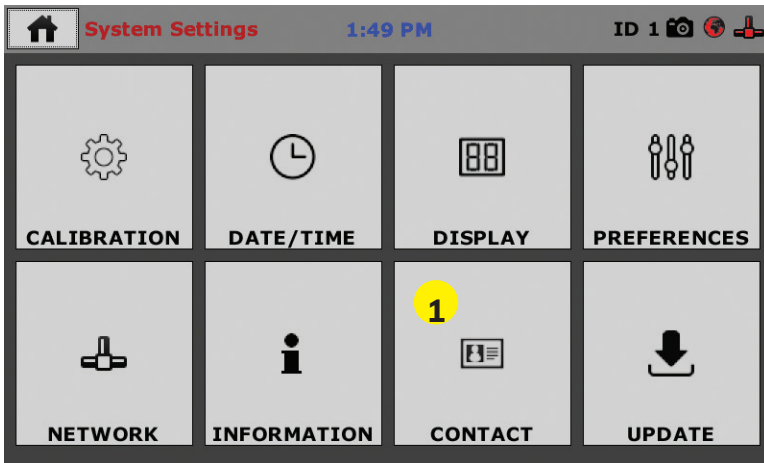 System Settings 1:49 PM ID 1
CALIBRATION DATE/TIME DISPLAY PREFERENCES
1
NETWORK INFORMATION CONTACT UPDATE